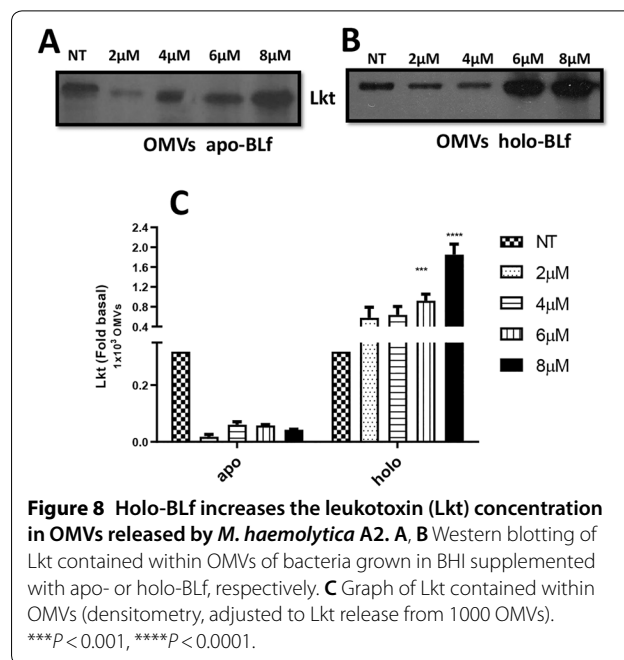 A
NT 2µM 4µM 6µM 8µM
Lkt
OMVs apo-BLf
B
NT 2µM 4µM 6µM 8µM
OMVs holo-BLf
C
Lkt (Fold basal)
1x10³ OMVs
2.4
2.0
1.6
1.2
0.8
0.4
0.2
0.0
***
****
apo holo
NT
2µM
4µM
6µM
8µM
Figure 8 Holo-BLf increases the leukotoxin (Lkt) concentration
in OMVs released by M. haemolytica A2. A, B Western blotting of
Lkt contained within OMVs of bacteria grown in BHI supplemented
with apo- or holo-BLf, respectively. C Graph of Lkt contained within
OMVs (densitometry, adjusted to Lkt release from 1000 OMVs).
***P < 0.001, ****P < 0.0001.